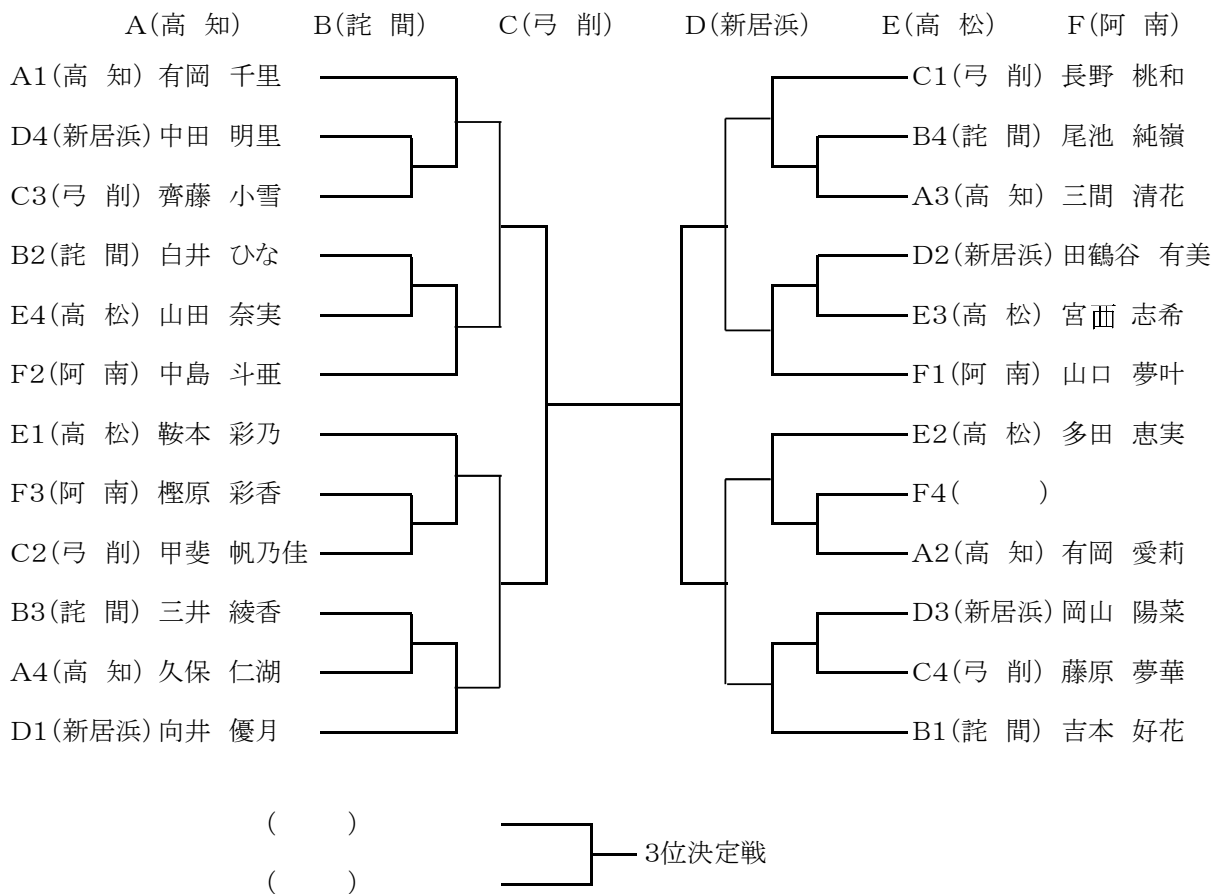 A(高 知) B(詫 間) C(弓 削) D(新居浜) E(高 松) F(阿 南)
A1(高 知) 有岡 千里
D4(新居浜) 中田 明里
C3(弓 削) 齊藤 小雪
B2(詫 間) 白井 ひな
E4(高 松) 山田 奈実
F2(阿 南) 中島 斗亜
E1(高 松) 鞍本 彩乃
F3(阿 南) 樫原 彩香
C2(弓 削) 甲斐 帆乃佳
B3(詫 間) 三井 綾香
A4(高 知) 久保 仁湖
D1(新居浜) 向井 優月
C1(弓 削) 長野 桃和
B4(詫 間) 尾池 純嶺
A3(高 知) 三間 清花
D2(新居浜) 田鶴谷 有美
E3(高 松) 宮 志希
F1(阿 南) 山口 夢叶
E2(高 松) 多田 恵実
F4( )
A2(高 知) 有岡 愛莉
D3(新居浜) 岡山 陽菜
C4(弓 削) 藤原 夢華
B1(詫 間) 吉本 好花
( )
3位決定戦
( )